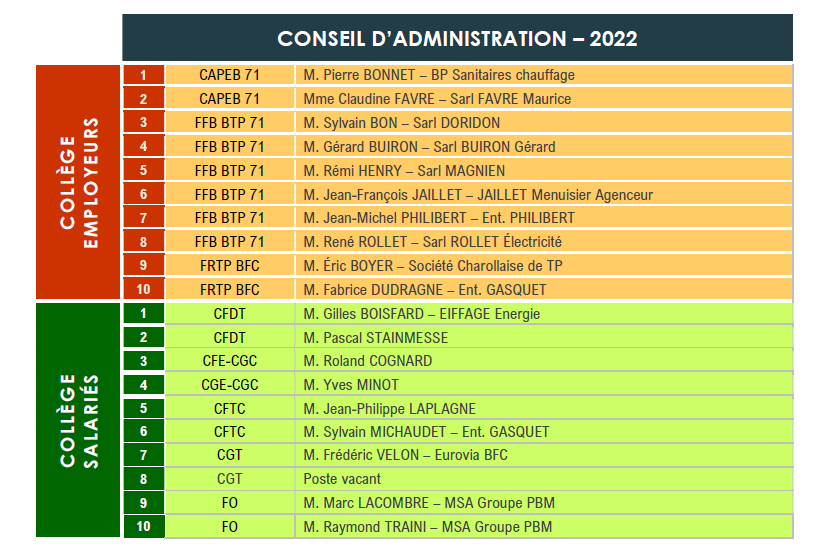 CONSEIL D’ADMINISTRATION – 2022
COLLÈGE
EMPLOYEURS
1 CAPEB 71 M. Pierre BONNET – BP Sanitaires chauffage
2 CAPEB 71 Mme Claudine FAVRE – Sarl FAVRE Maurice
3 FFB BTP 71 M. Sylvain BON – Sarl DORIDON
4 FFB BTP 71 M. Gérard BUIRON – Sarl BUIRON Gérard
5 FFB BTP 71 M. Rémi HENRY – Sarl MAGNIEN
6 FFB BTP 71 M. Jean-François JAILLET – JAILLET Menuisier Agenceur
7 FFB BTP 71 M. Jean-Michel PHILIBERT – Ent. PHILIBERT
8 FFB BTP 71 M. René ROLLET – Sarl ROLLET Électricité
9 FRTP BFC M. Éric BOYER – Société Charollaise de TP
10 FRTP BFC M. Fabrice DUDRAGNE – Ent. GASQUET
COLLÈGE
SALARIÉS
1 CFDT M. Gilles BOISFARD – EIFFAGE Energie
2 CFDT M. Pascal STAINMESSE
3 CFE-CGC M. Roland COGNARD
4 CGE-CGC M. Yves MINOT
5 CFTC M. Jean-Philippe LAPLAGNE
6 CFTC M. Sylvain MICHAUDET – Ent. GASQUET
7 CGT M. Frédéric VELON – Eurovia BFC
8 CGT Poste vacant
9 FO M. Marc LACOMBRE – MSA Groupe PBM
10 FO M. Raymond TRAINI – MSA Groupe PBM